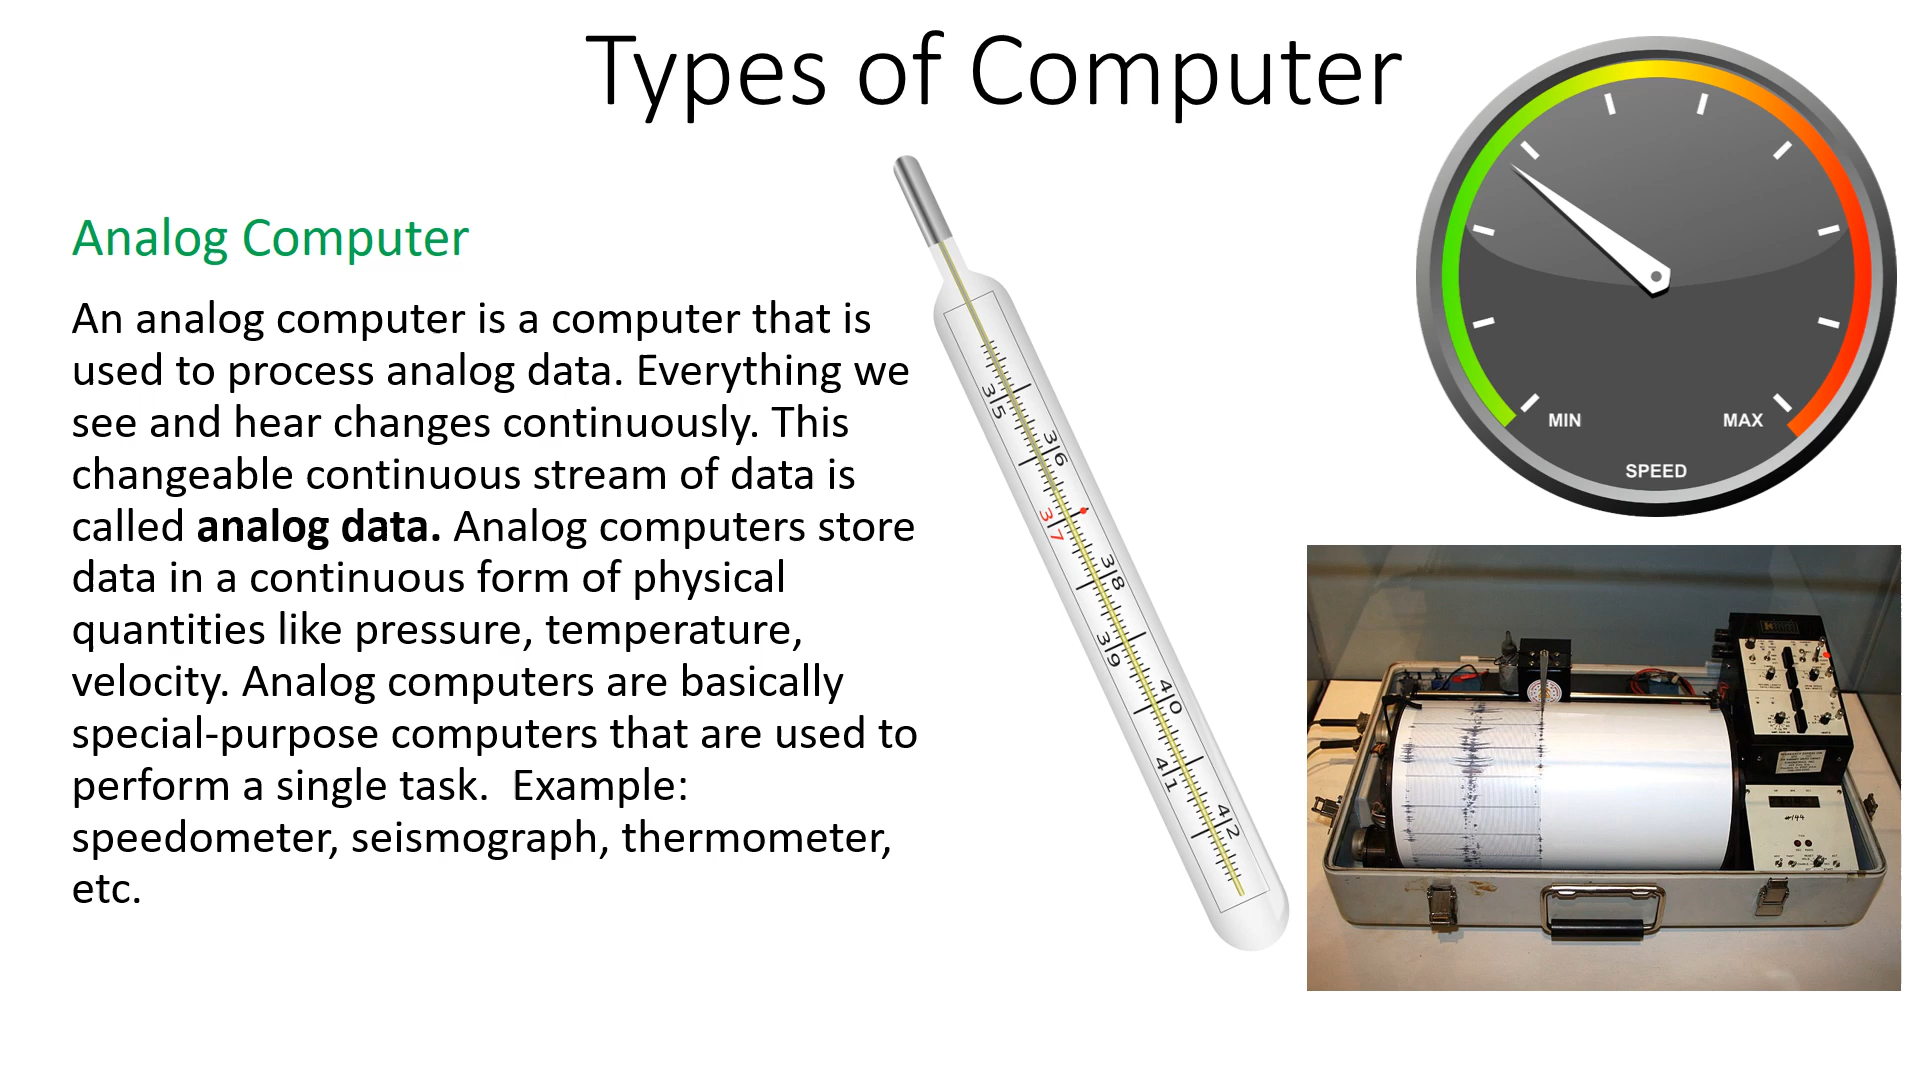 Types of Computer
Analog Computer
An analog computer is a computer that is
used to process analog data. Everything we
see and hear changes continuously. This
changeable continuous stream of data is
called analog data. Analog computers store
data in a continuous form of physical
quantities like pressure, temperature,
velocity. Analog computers are basically
special-purpose computers that are used to
perform a single task.  Example:
speedometer, seismograph, thermometer,
etc.
35
36
37
38
39
40
41
42
MIN
MAX
SPEED
#144